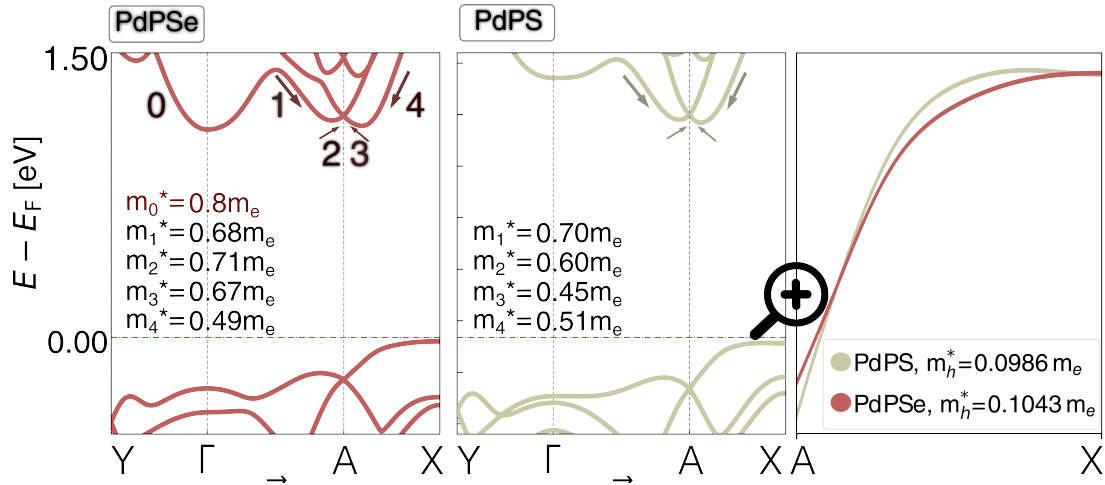 PdPSe
PdPS
1.50
0.00
E − E_F [eV]
0
1
2
3
4
m₀*=0.8mₑ
m₁*=0.68mₑ
m₂*=0.71mₑ
m₃*=0.67mₑ
m₄*=0.49mₑ
m₁*=0.70mₑ
m₂*=0.60mₑ
m₃*=0.45mₑ
m₄*=0.51mₑ
PdPS, m*ₕ=0.0986 mₑ
PdPSe, m*ₕ=0.1043 mₑ
Y Γ → A X
Y Γ → A X
A X